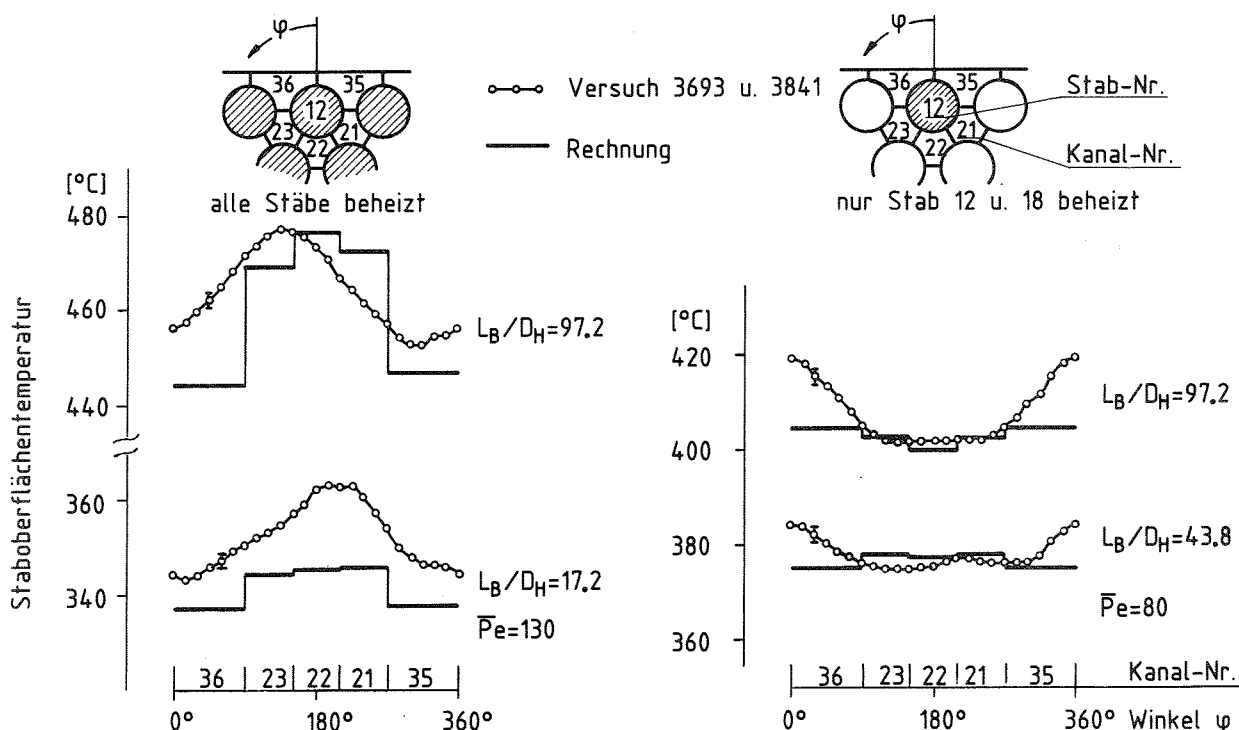 φ
36 35
12
23 21
22
alle Stäbe beheizt
Versuch 3693 u. 3841
Rechnung
φ
36 35
12
23 21
22
Stab-Nr.
Kanal-Nr.
nur Stab 12 u. 18 beheizt
Staboberflächentemperatur
[°C]
480
460
440
360
340
L_B/D_H=97.2
L_B/D_H=17.2
P̅e=130
36 23 22 21 35
0° 180° 360°
[°C]
420
400
380
360
L_B/D_H=97.2
L_B/D_H=43.8
P̅e=80
36 23 22 21 35 Kanal-Nr.
0° 180° 360° Winkel φ